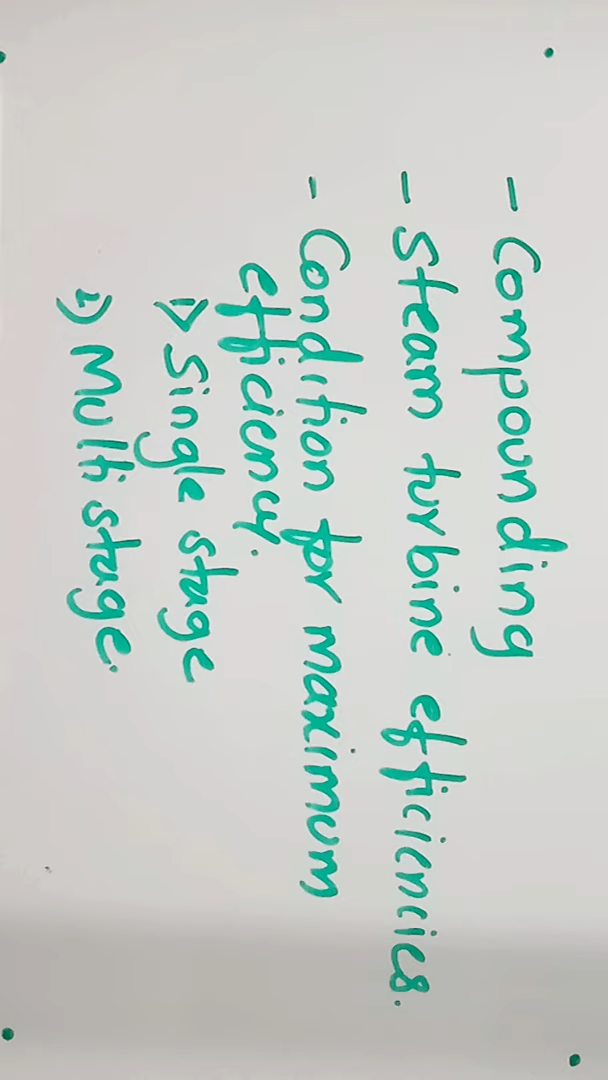 - Compounding
- Steam turbine efficiencies.
- Condition for maximum
efficiency.
1) Single stage
2) Multi stage.